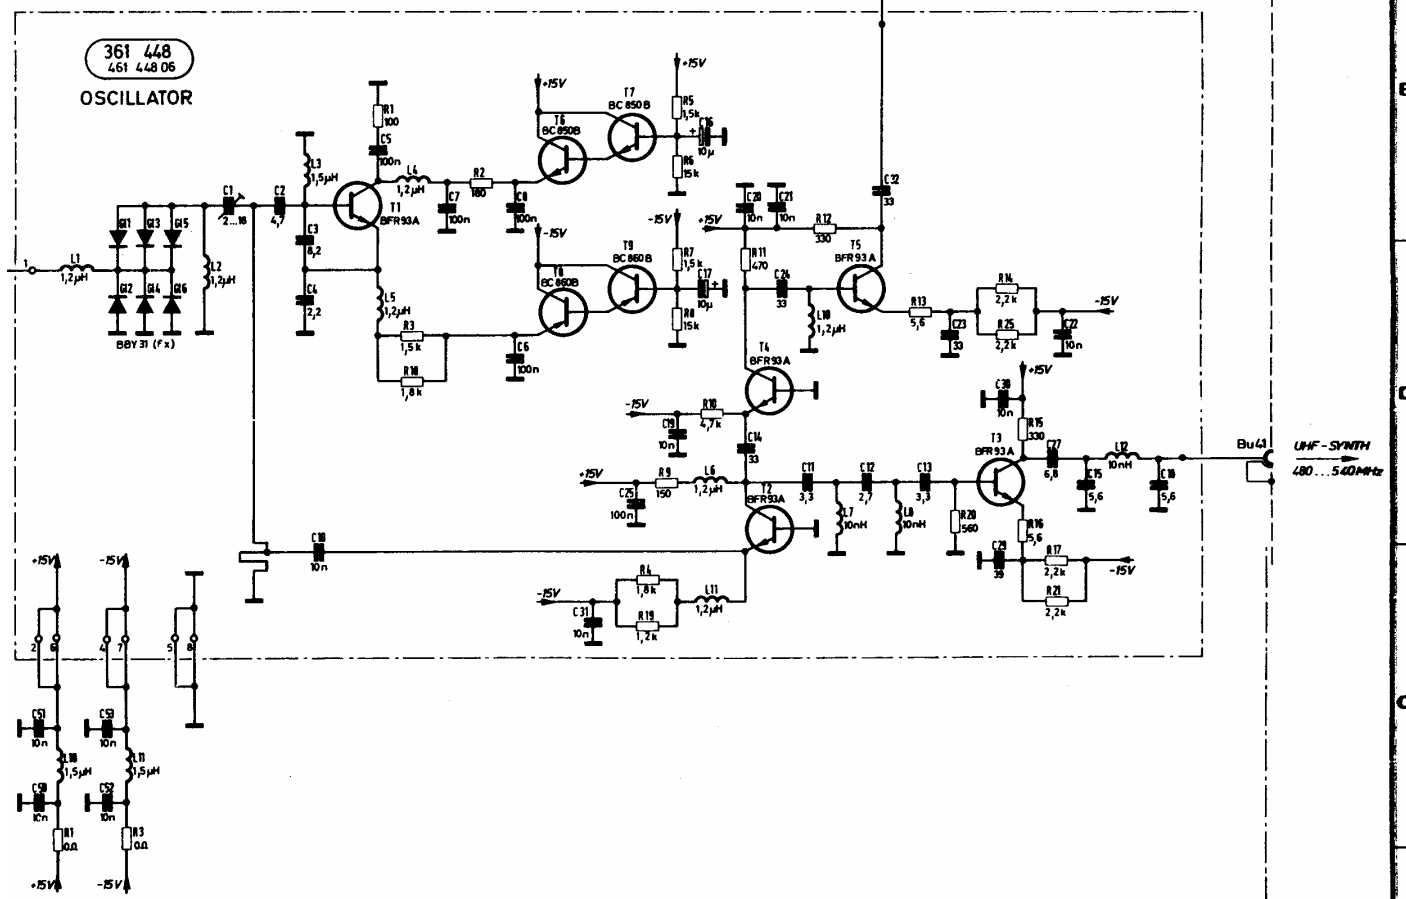 361 448
461 448 06
OSCILLATOR
R1
100
C5
100n
L3
1,5µH
L4
1,2µH
R2
180
C7
100n
C8
100n
T1
BFR93A
+15V
T6
BC850B
T7
BC850B
+15V
R5
1,5k
C16
+
10µ
R6
15k
C1
2...18
C2
4,7
C3
8,2
C4
2,2
Gl1
Gl3
Gl5
Gl2
Gl4
Gl6
BBY31 (fx)
1
L1
1,2µH
L2
1,2µH
L5
1,2µH
R3
1,5k
R18
1,8k
C6
100n
-15V
T8
BC860B
T9
BC860B
-15V
R7
1,5k
C17
+
10µ
R8
15k
+15V
C20
10n
C21
10n
R12
330
C32
33
R11
470
C24
33
L10
1,2µH
T5
BFR93A
R13
5,6
C23
33
R14
2,2k
R25
2,2k
C22
10n
-15V
T4
BFR93A
-15V
R10
4,7k
C19
10n
C14
33
+15V
R9
150
L6
1,2µH
C25
100n
T2
BFR93A
C11
3,3
C12
2,7
C13
3,3
L7
10nH
L8
10nH
R20
560
T3
BFR93A
C30
10n
+15V
R15
330
C27
6,8
L12
10nH
C15
5,6
C18
5,6
Bu41
UHF-SYNTH
480...540MHz
R16
5,6
C29
39
R17
2,2k
R21
2,2k
-15V
C10
10n
-15V
C31
10n
R4
1,8k
R19
1,2k
L11
1,2µH
+15V
-15V
2
6
4
7
5
8
C51
10n
C53
10n
L10
1,5µH
L11
1,5µH
C50
10n
C52
10n
R1
0Ω
R3
0Ω
+15V
-15V
D